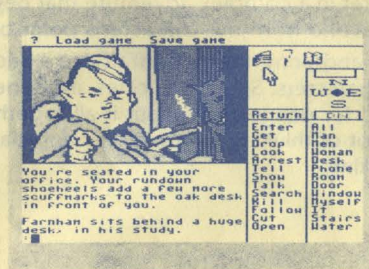 ? Load game Save game
N
W E
S
Return
Enter All
Get Man
Drop Men
Look Woman
Arrest Desk
Tell Phone
Show Room
Talk Door
Search Window
Kill Myself
Follow It
Cut Stairs
Open Water
You're seated in your
office. Your rundown
shoeheels add a few more
scuffmarks to the oak desk
in front of you.
Farnham sits behind a huge
desk, in his study.